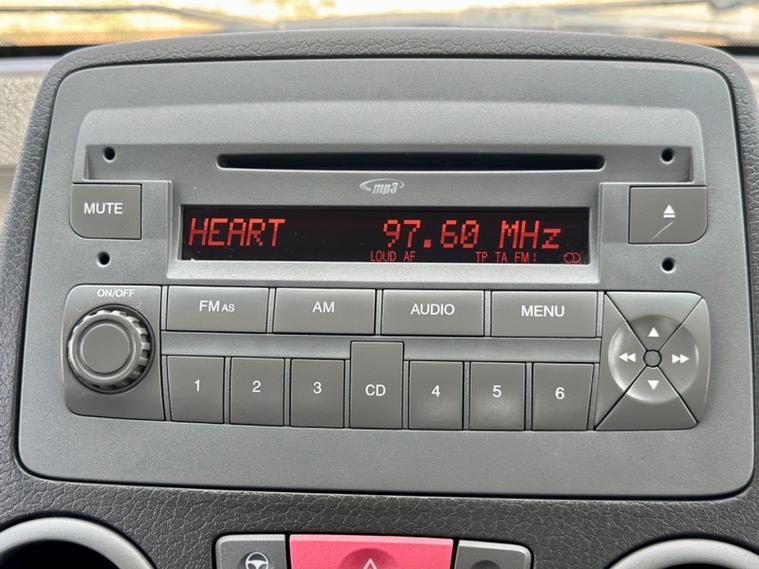 mp3
MUTE
HEART 97.60 MHz
LOUD AF TP TA FM1
ON/OFF
FM AS AM AUDIO MENU
1 2 3 CD 4 5 6